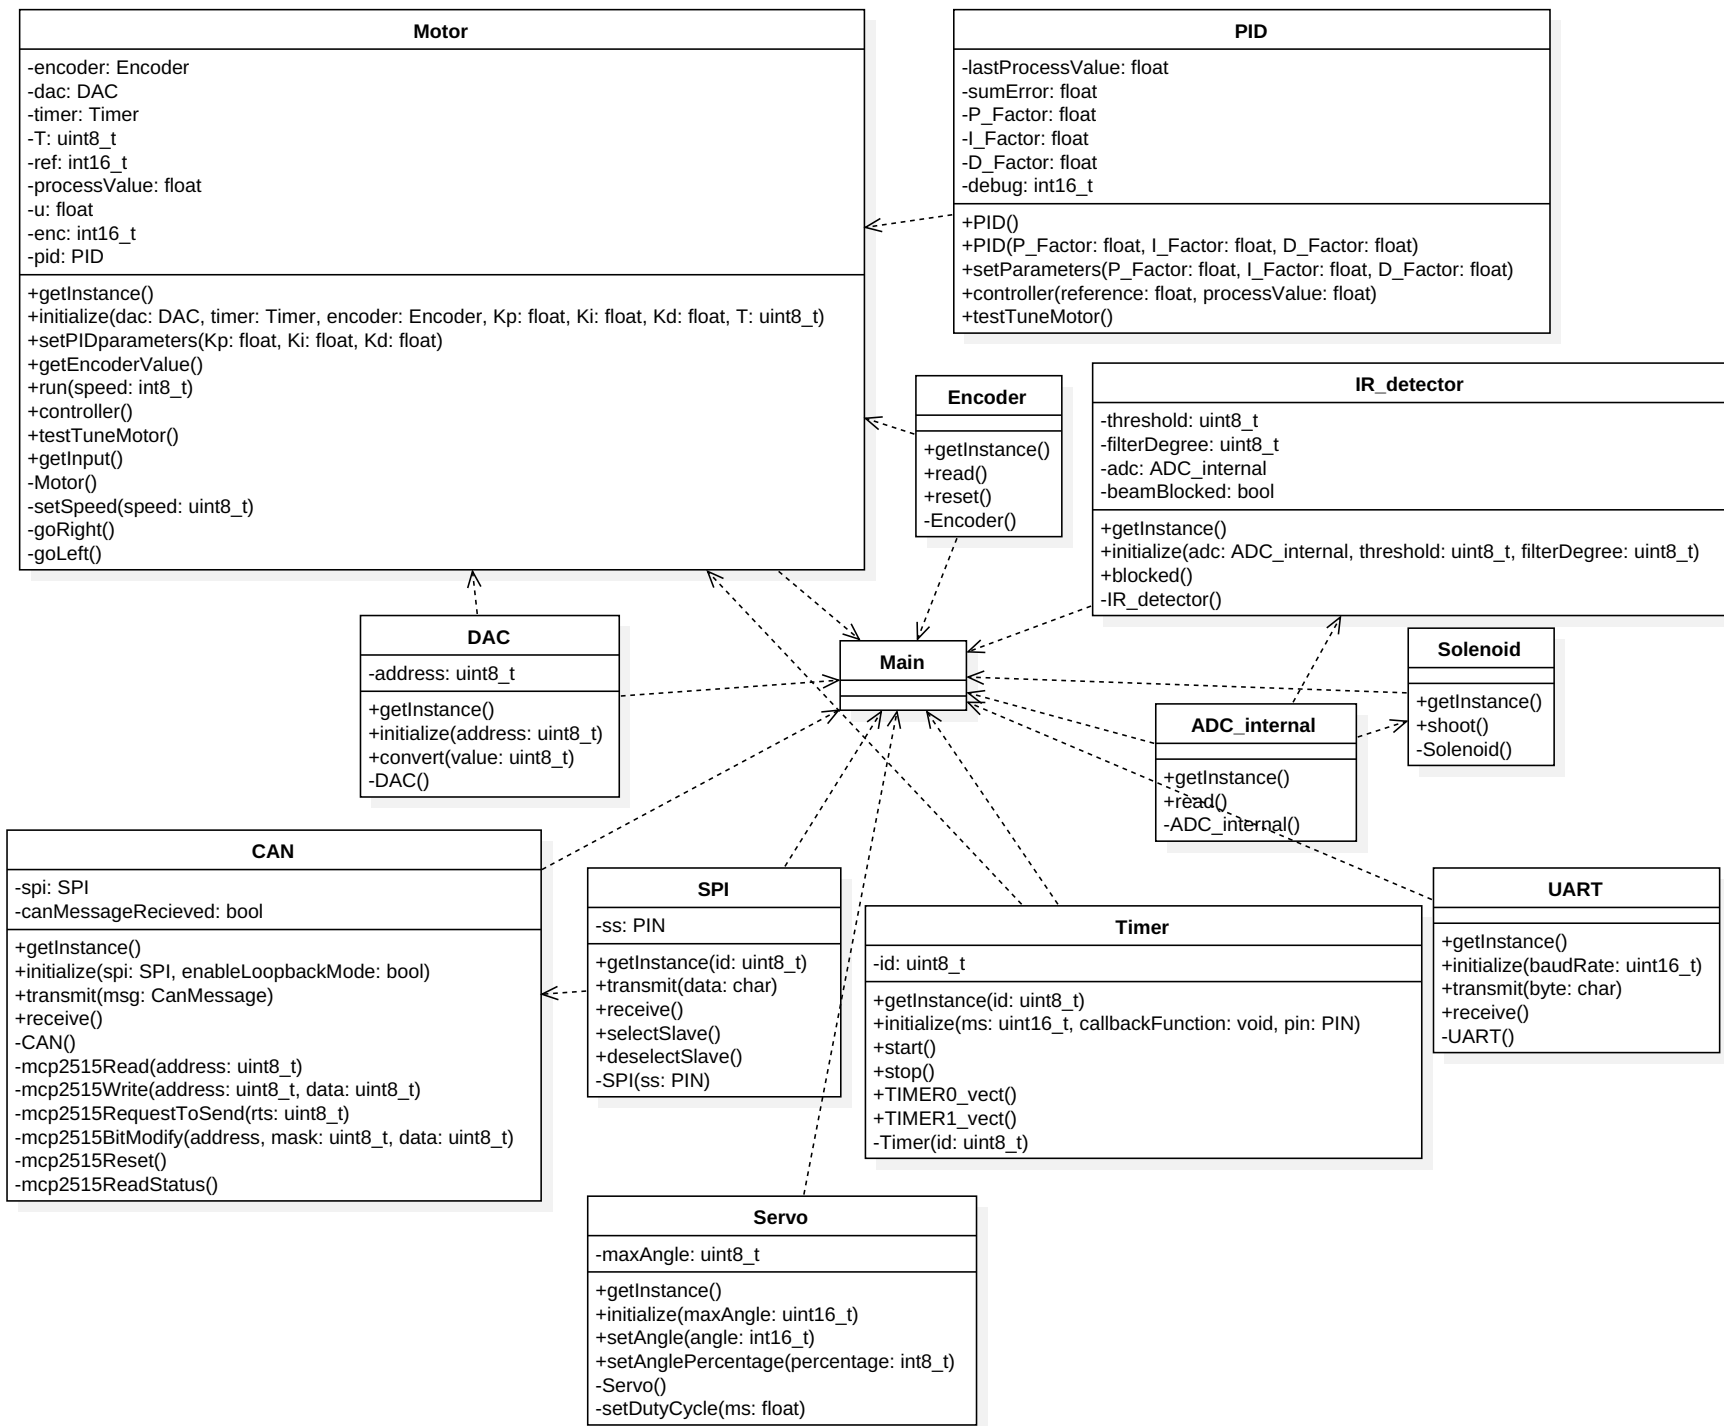 Motor
-encoder: Encoder
-dac: DAC
-timer: Timer
-T: uint8_t
-ref: int16_t
-processValue: float
-u: float
-enc: int16_t
-pid: PID
+getInstance()
+initialize(dac: DAC, timer: Timer, encoder: Encoder, Kp: float, Ki: float, Kd: float, T: uint8_t)
+setPIDparameters(Kp: float, Ki: float, Kd: float)
+getEncoderValue()
+run(speed: int8_t)
+controller()
+testTuneMotor()
+getInput()
-Motor()
-setSpeed(speed: uint8_t)
-goRight()
-goLeft()
PID
-lastProcessValue: float
-sumError: float
-P_Factor: float
-I_Factor: float
-D_Factor: float
-debug: int16_t
+PID()
+PID(P_Factor: float, I_Factor: float, D_Factor: float)
+setParameters(P_Factor: float, I_Factor: float, D_Factor: float)
+controller(reference: float, processValue: float)
+testTuneMotor()
Encoder
+getInstance()
+read()
+reset()
-Encoder()
IR_detector
-threshold: uint8_t
-filterDegree: uint8_t
-adc: ADC_internal
-beamBlocked: bool
+getInstance()
+initialize(adc: ADC_internal, threshold: uint8_t, filterDegree: uint8_t)
+blocked()
-IR_detector()
DAC
-address: uint8_t
+getInstance()
+initialize(address: uint8_t)
+convert(value: uint8_t)
-DAC()
Main
Solenoid
+getInstance()
+shoot()
-Solenoid()
ADC_internal
+getInstance()
+read()
-ADC_internal()
CAN
-spi: SPI
-canMessageRecieved: bool
+getInstance()
+initialize(spi: SPI, enableLoopbackMode: bool)
+transmit(msg: CanMessage)
+receive()
-CAN()
-mcp2515Read(address: uint8_t)
-mcp2515Write(address: uint8_t, data: uint8_t)
-mcp2515RequestToSend(rts: uint8_t)
-mcp2515BitModify(address, mask: uint8_t, data: uint8_t)
-mcp2515Reset()
-mcp2515ReadStatus()
SPI
-ss: PIN
+getInstance(id: uint8_t)
+transmit(data: char)
+receive()
+selectSlave()
+deselectSlave()
-SPI(ss: PIN)
Timer
-id: uint8_t
+getInstance(id: uint8_t)
+initialize(ms: uint16_t, callbackFunction: void, pin: PIN)
+start()
+stop()
+TIMER0_vect()
+TIMER1_vect()
-Timer(id: uint8_t)
UART
+getInstance()
+initialize(baudRate: uint16_t)
+transmit(byte: char)
+receive()
-UART()
Servo
-maxAngle: uint8_t
+getInstance()
+initialize(maxAngle: uint16_t)
+setAngle(angle: int16_t)
+setAnglePercentage(percentage: int8_t)
-Servo()
-setDutyCycle(ms: float)